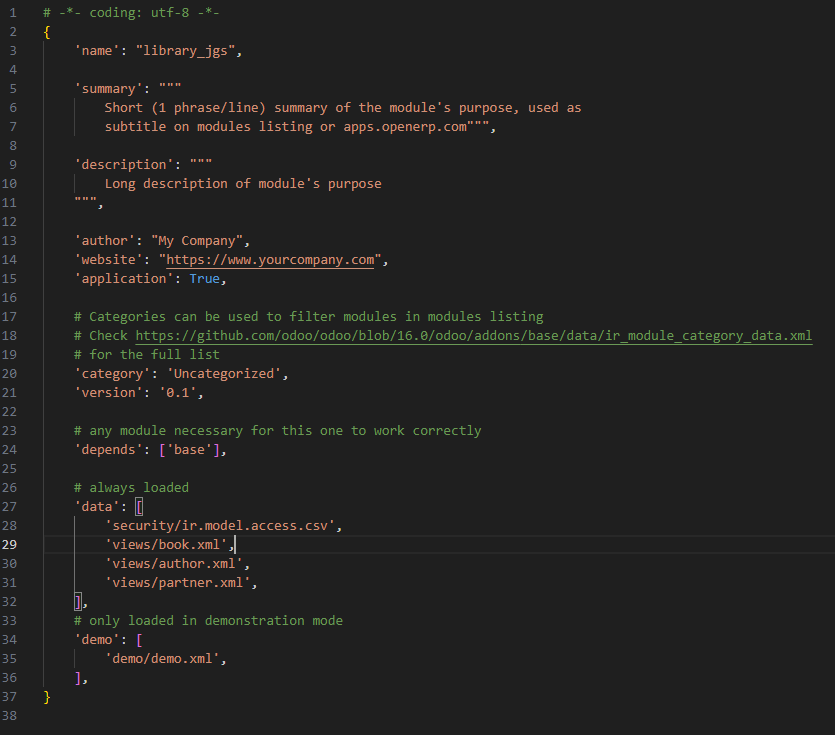 1 # -*- coding: utf-8 -*-
2 {
3     'name': "library_jgs",
4
5     'summary': """
6         Short (1 phrase/line) summary of the module's purpose, used as
7         subtitle on modules listing or apps.openerp.com""",
8
9     'description': """
10         Long description of module's purpose
11     """,
12
13     'author': "My Company",
14     'website': "https://www.yourcompany.com",
15     'application': True,
16
17     # Categories can be used to filter modules in modules listing
18     # Check https://github.com/odoo/odoo/blob/16.0/odoo/addons/base/data/ir_module_category_data.xml
19     # for the full list
20     'category': 'Uncategorized',
21     'version': '0.1',
22
23     # any module necessary for this one to work correctly
24     'depends': ['base'],
25
26     # always loaded
27     'data': [
28         'security/ir.model.access.csv',
29         'views/book.xml',
30         'views/author.xml',
31         'views/partner.xml',
32     ],
33     # only loaded in demonstration mode
34     'demo': [
35         'demo/demo.xml',
36     ],
37 }
38